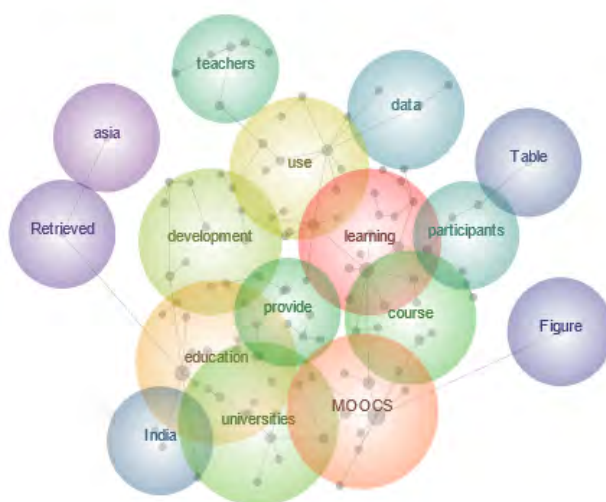 teachers
data
asia
use
Table
Retrieved
development
learning
participants
provide
course
Figure
education
MOOCS
India
universities